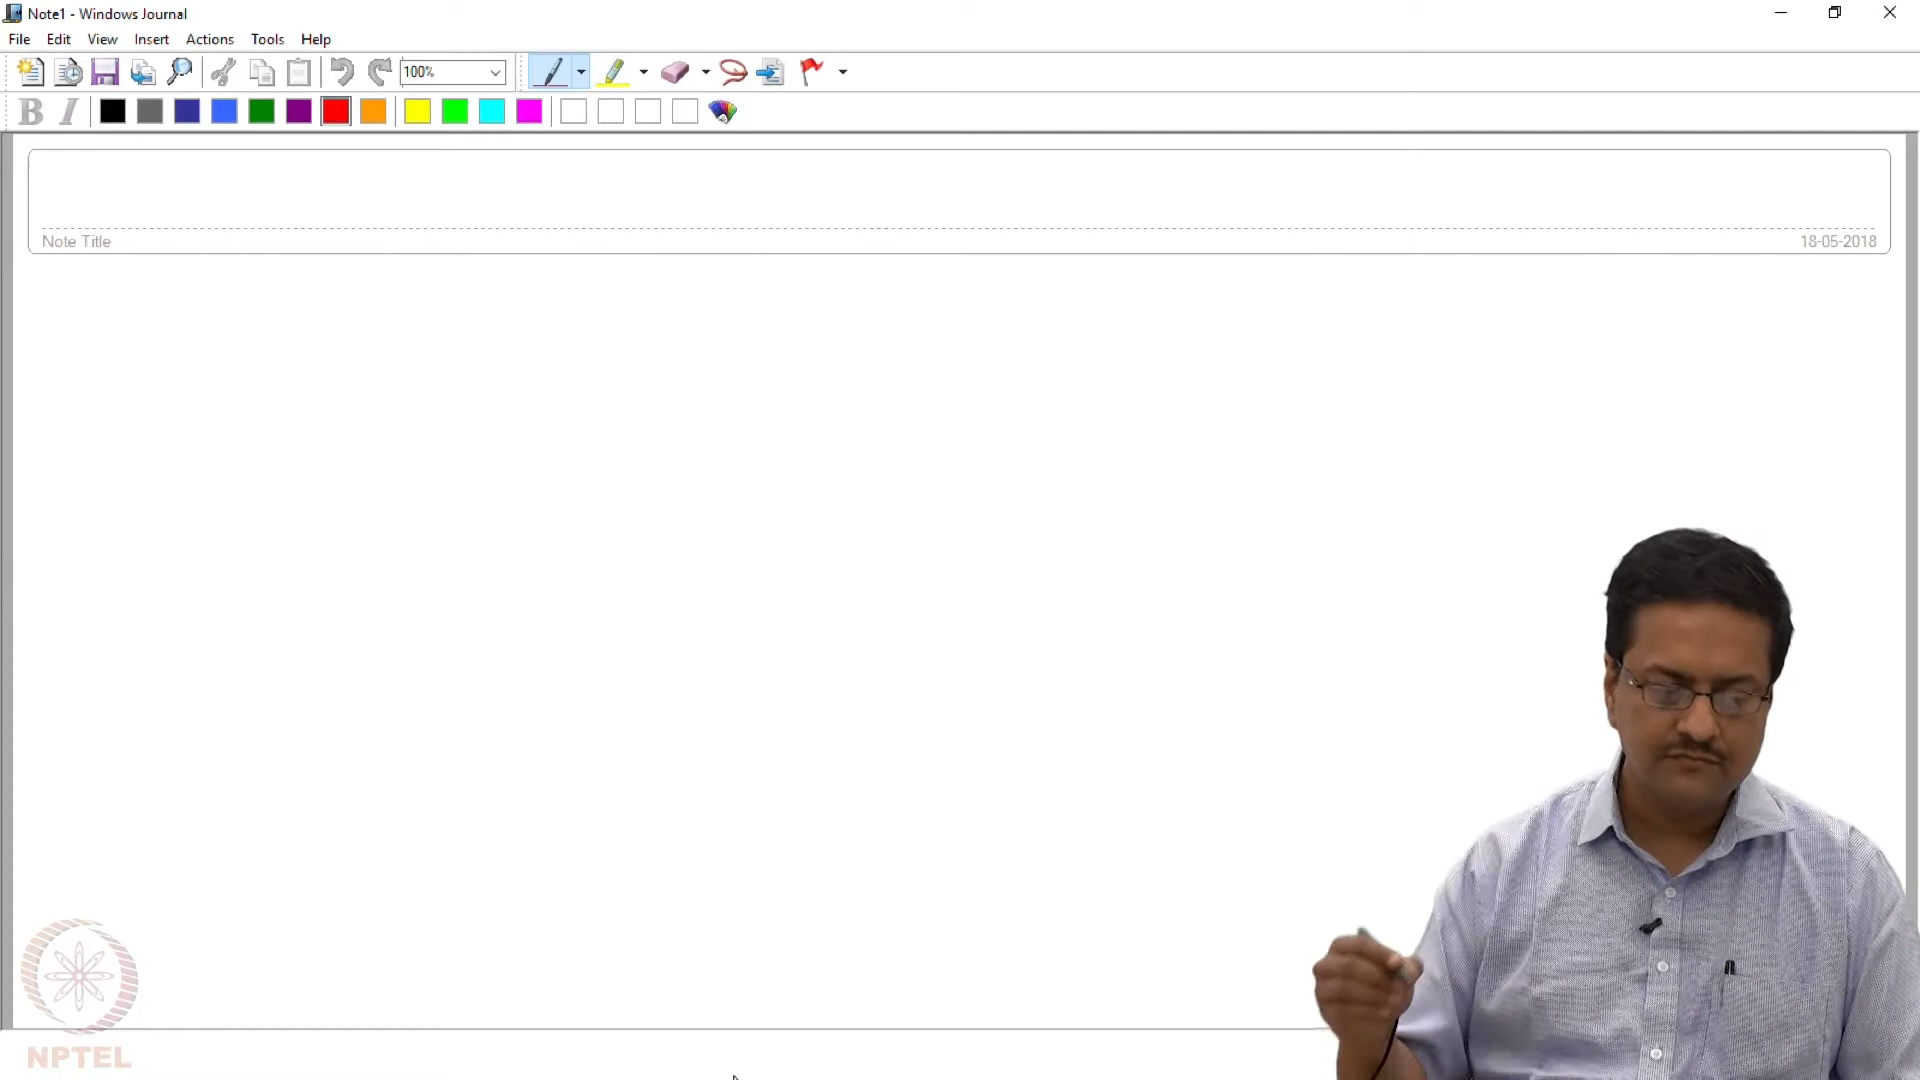 Note1 - Windows Journal
File Edit View Insert Actions Tools Help
100%
B I
Note Title
18-05-2018
NPTEL